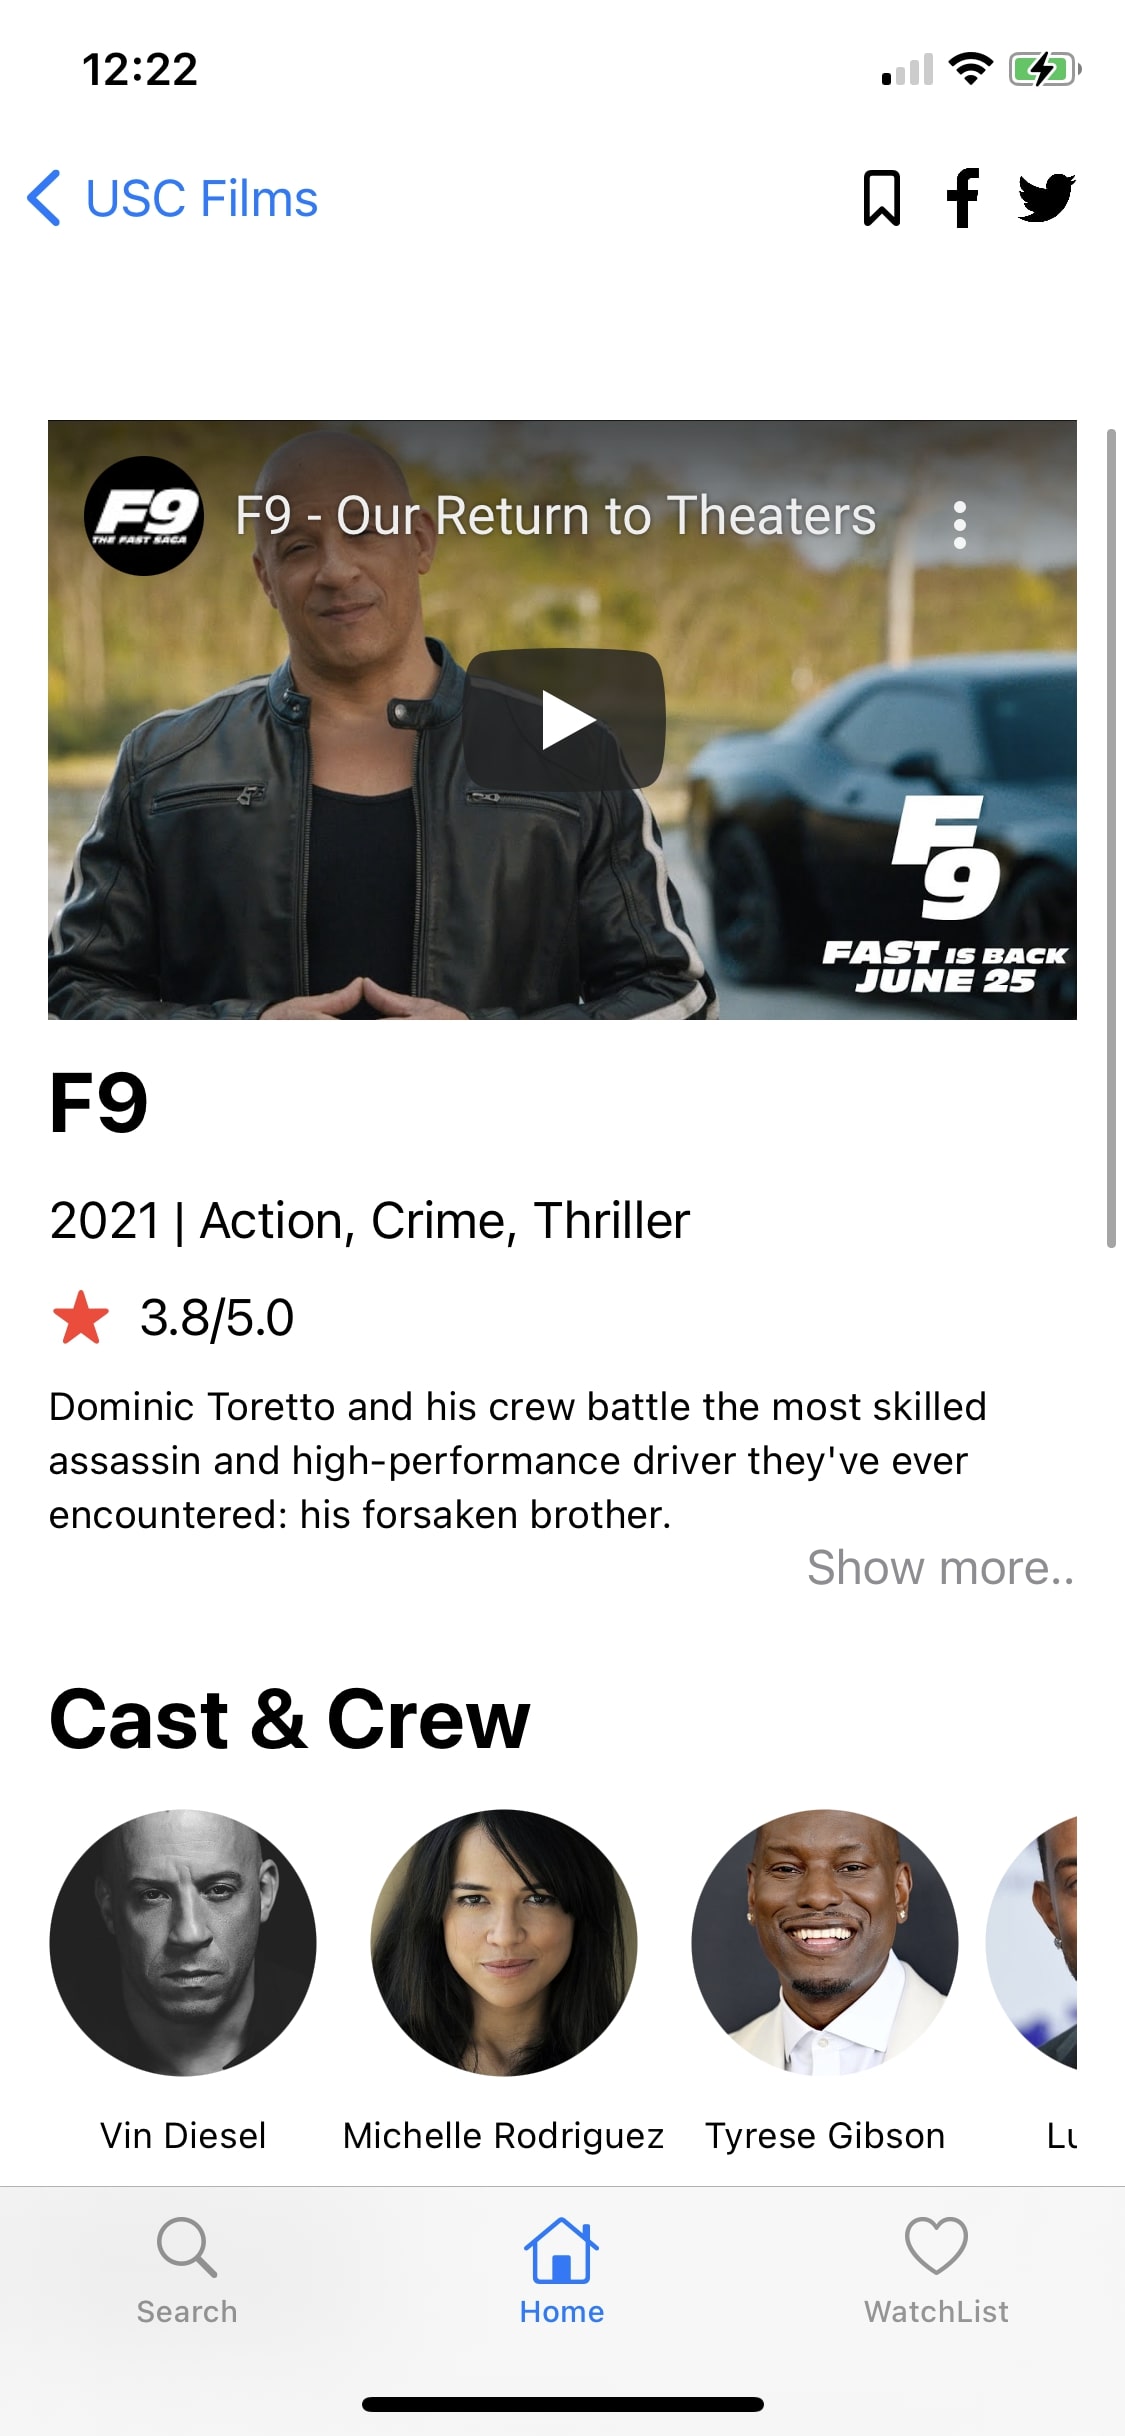 12:22
USC Films
F9
THE FAST SAGA
F9 - Our Return to Theaters
F9
FAST IS BACK
JUNE 25
F9
2021 | Action, Crime, Thriller
3.8/5.0
Dominic Toretto and his crew battle the most skilled
assassin and high-performance driver they've ever
encountered: his forsaken brother.
Show more..
Cast & Crew
Vin Diesel Michelle Rodriguez Tyrese Gibson Lu
Search Home WatchList